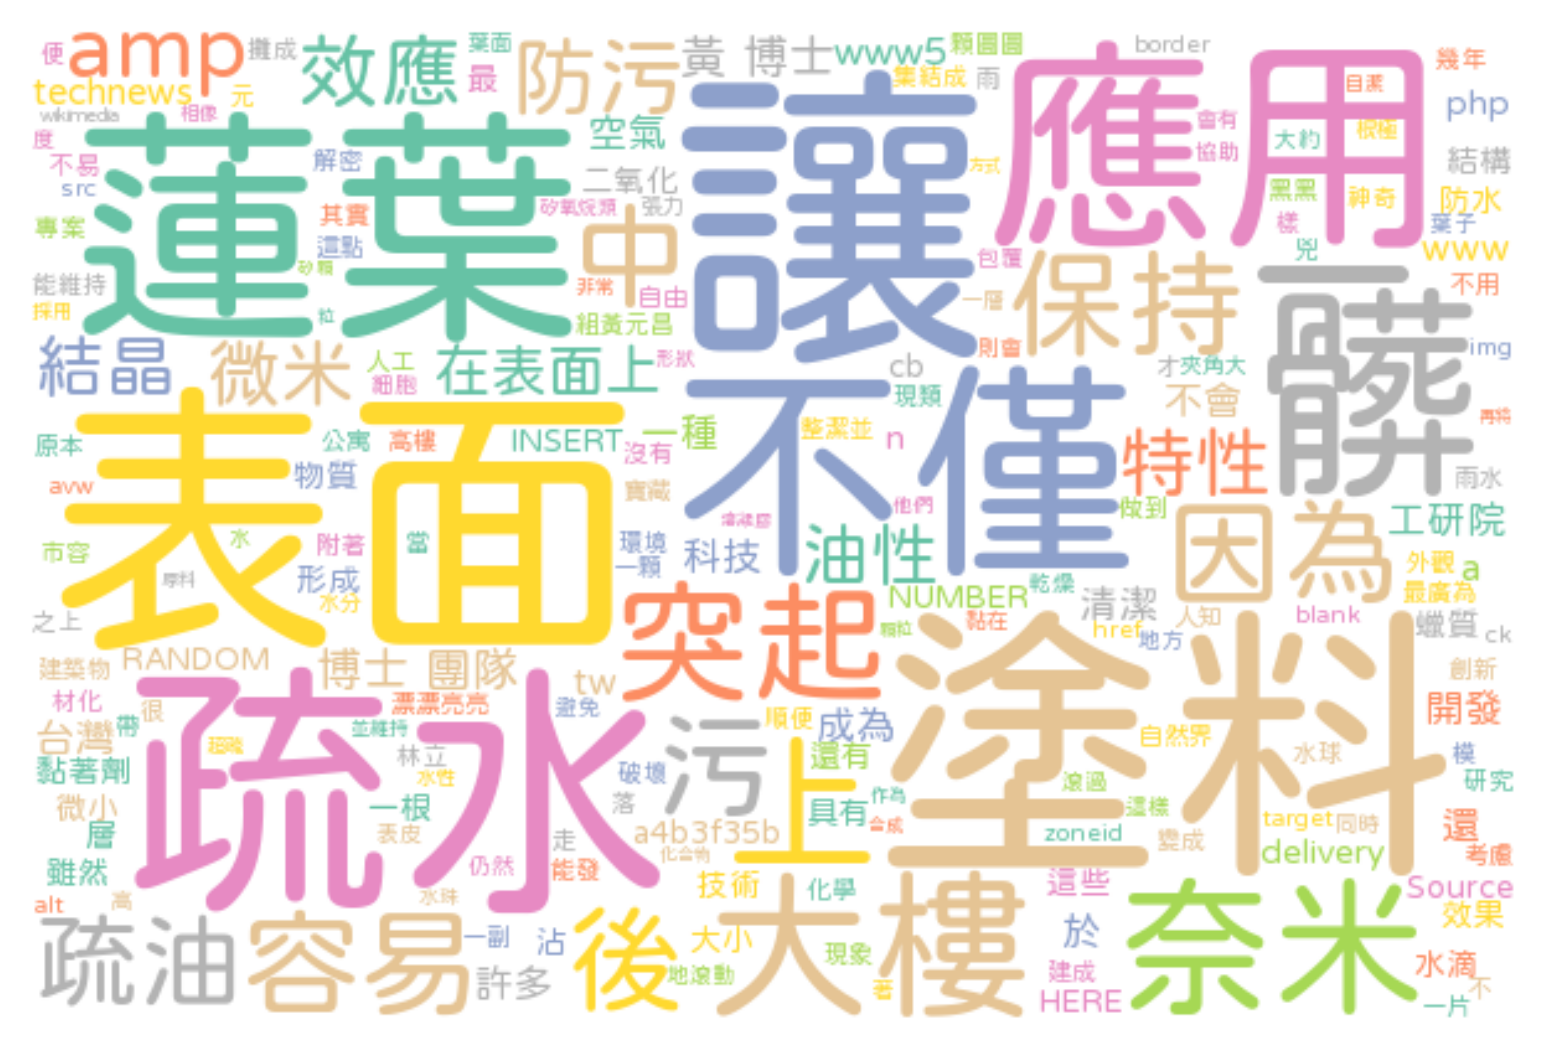 便
amp
攤成
效應
葉面
最
防污
黃
博士
www5
顆圓圓
border
幾年
technews
元
集結成
雨
自潔
php
wikimedia
相像
蓮葉
空氣
讓
應用
會有
協助
大約
根極
度
不易
解密
二氧化
方式
結構
src
其實
矽氧烷類
張力
黑黑
神奇
防水
樣
葉子
專案
這點
中
包覆
兒
www
矽顆
能維持
非常
自由
一層
保持
一
不用
採用
粒
組黃元昌
髒
結晶
微米
人工
細胞
在表面上
形狀
則會
cb
才
夾角大
img
現類
不會
不僅
再將
表面
原本
公寓
高樓
INSERT
一種
整潔並
n
特性
物質
沒有
雨水
avw
寶藏
他們
做到
工研院
因為
市容
水
附著
當
環境
科技
油性
一顆
外觀
a
原料
形成
水分
乾燥
最廣為
之上
突起
NUMBER
清潔
人知
href
黏在
地方
blank
蠟質
ck
顆粒
塗料
建築物
RANDOM
博士
團隊
tw
創新
材化
很
疏水
漂漂亮亮
避免
順便
成為
開發
台灣
帶
並維持
污
自然界
林立
上
還有
水球
模
黏著劑
水性
破壞
滾過
研究
微小
一根
落
具有
作為
這樣
層
表皮
走
a4b3f35b
合成
zoneid
變成
target
同時
還
化合物
delivery
考慮
雖然
仍然
能發
技術
化學
這些
Source
alt
高
水珠
效果
疏油
容易
一副
沾
後
大小
大樓
於
奈米
許多
地滾動
現象
建成
水滴
著
HERE
不
一片